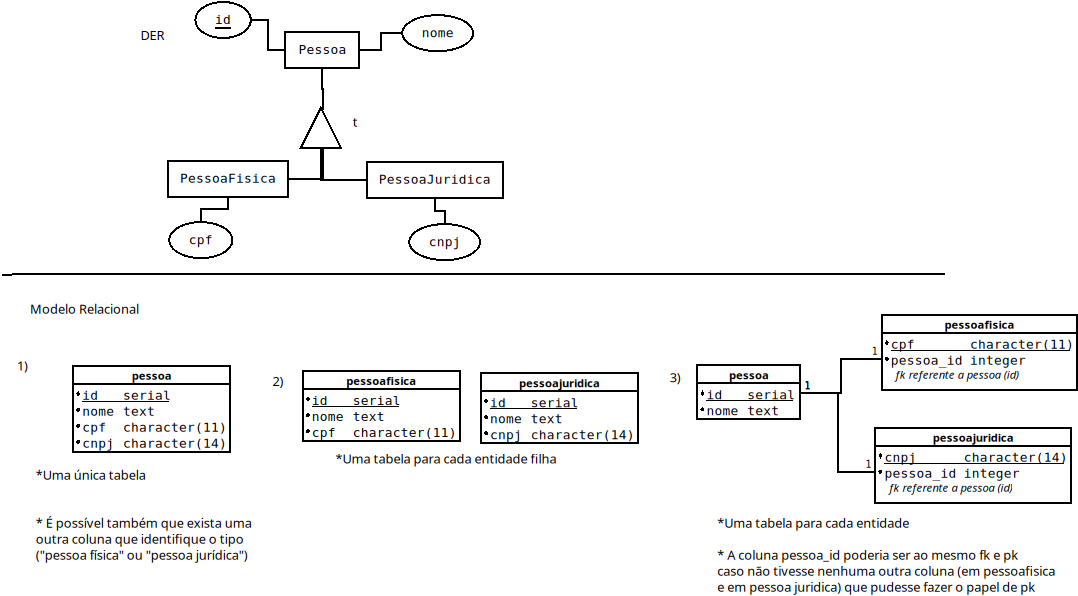 DER
id
nome
Pessoa
t
PessoaFisica
PessoaJuridica
cpf
cnpj
Modelo Relacional
1)
pessoa
id serial
nome text
cpf character(11)
cnpj character(14)
*Uma única tabela
* É possível também que exista uma
outra coluna que identifique o tipo
("pessoa física" ou "pessoa jurídica")
2)
pessoafisica
id serial
nome text
cpf character(11)
pessoajuridica
id serial
nome text
cnpj character(14)
*Uma tabela para cada entidade filha
3)
pessoa
id serial
nome text
1
1
pessoafisica
cpf character(11)
pessoa_id integer
fk referente a pessoa (id)
1
pessoajuridica
cnpj character(14)
pessoa_id integer
fk referente a pessoa (id)
*Uma tabela para cada entidade
* A coluna pessoa_id poderia ser ao mesmo fk e pk
caso não tivesse nenhuma outra coluna (em pessoafisica
e em pessoa juridica) que pudesse fazer o papel de pk